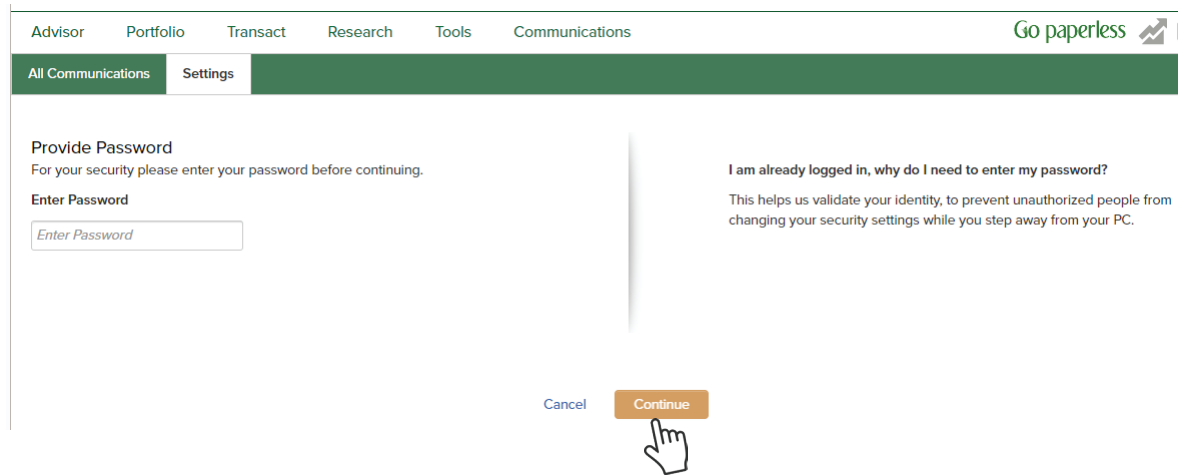 Advisor Portfolio Transact Research Tools Communications Go paperless
All Communications Settings
Provide Password
For your security please enter your password before continuing.
Enter Password
Enter Password
I am already logged in, why do I need to enter my password?
This helps us validate your identity, to prevent unauthorized people from
changing your security settings while you step away from your PC.
Cancel Continue